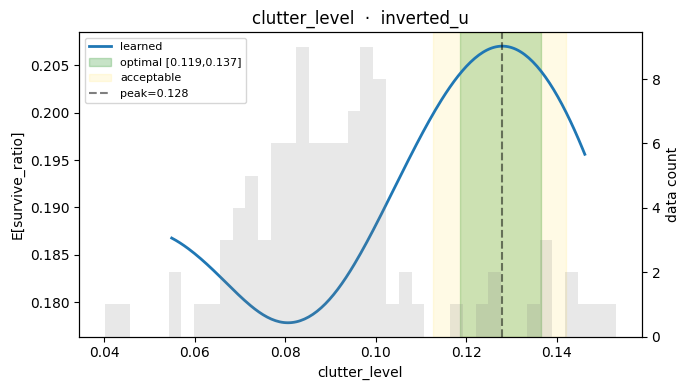 clutter_level  ·  inverted_u
learned
optimal [0.119,0.137]
acceptable
peak=0.128
E[survive_ratio]
0.205
0.200
0.195
0.190
0.185
0.180
8
6
4
2
0
data count
0.04 0.06 0.08 0.10 0.12 0.14
clutter_level